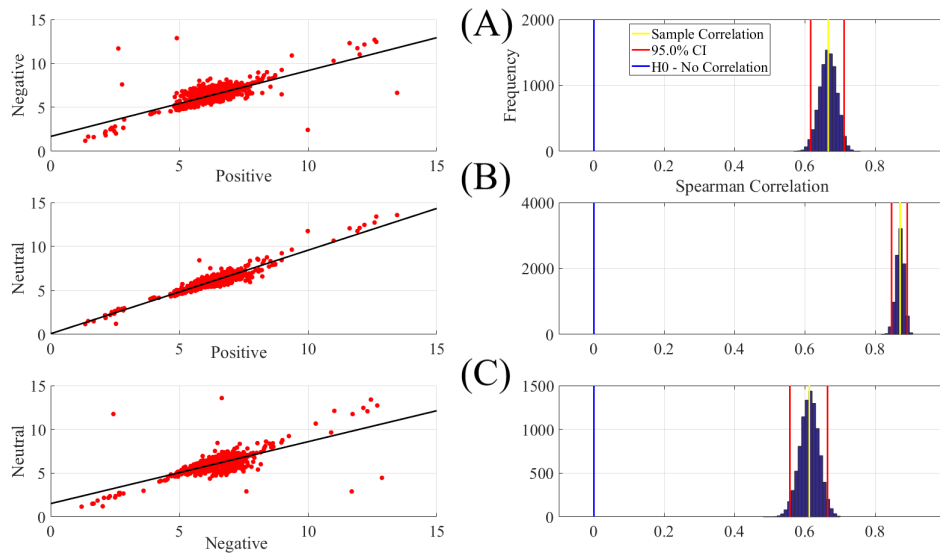 (A)
15
10
5
0
Negative
0 5 10 15
Positive
2000
1000
0
Frequency
Sample Correlation
95.0% CI
H0 - No Correlation
0 0.2 0.4 0.6 0.8
Spearman Correlation
(B)
15
10
5
0
Neutral
0 5 10 15
Positive
4000
2000
0
0 0.2 0.4 0.6 0.8
(C)
15
10
5
0
Neutral
0 5 10 15
Negative
1500
1000
500
0
0 0.2 0.4 0.6 0.8